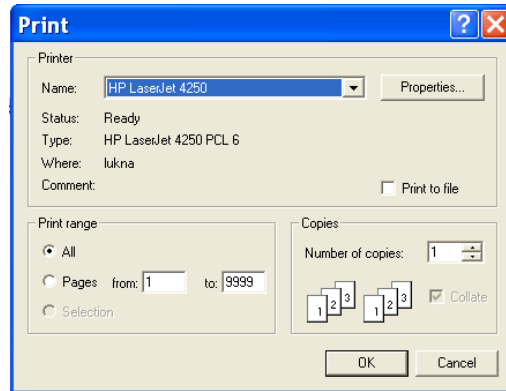 Print
Printer
Name: HP LaserJet 4250 Properties...
Status: Ready
Type: HP LaserJet 4250 PCL 6
Where: lukna
Comment: Print to file
Print range Copies
All Number of copies: 1
Pages from: 1 to: 9999
1 2 3 1 2 3 Collate
Selection
OK Cancel